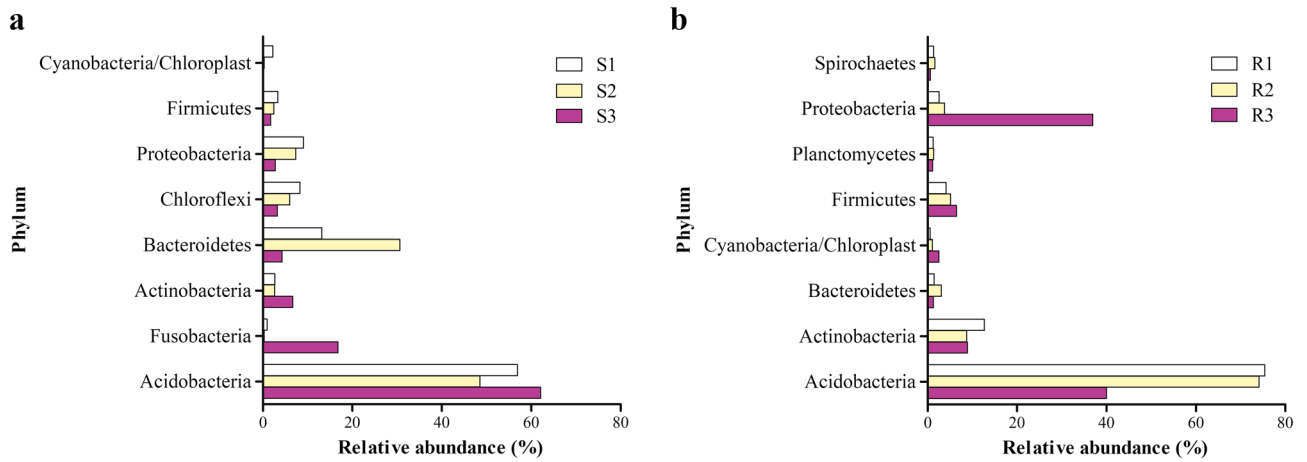 a
Cyanobacteria/Chloroplast
Firmicutes
Proteobacteria
Chloroflexi
Bacteroidetes
Actinobacteria
Fusobacteria
Acidobacteria
Phylum
S1
S2
S3
0 20 40 60 80
Relative abundance (%)
b
Spirochaetes
Proteobacteria
Planctomycetes
Firmicutes
Cyanobacteria/Chloroplast
Bacteroidetes
Actinobacteria
Acidobacteria
Phylum
R1
R2
R3
0 20 40 60 80
Relative abundance (%)